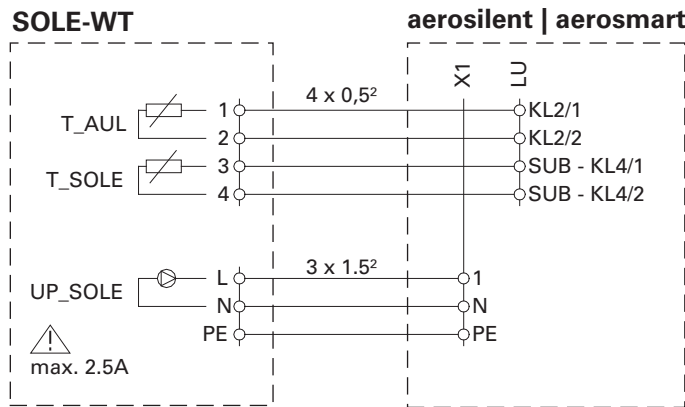 SOLE-WT
aerosilent | aerosmart
X1
LU
4 x 0,5²
T_AUL
1
KL2/1
2
KL2/2
T_SOLE
3
SUB - KL4/1
4
SUB - KL4/2
3 x 1.5²
UP_SOLE
L
1
N
N
PE
PE
!
max. 2.5A